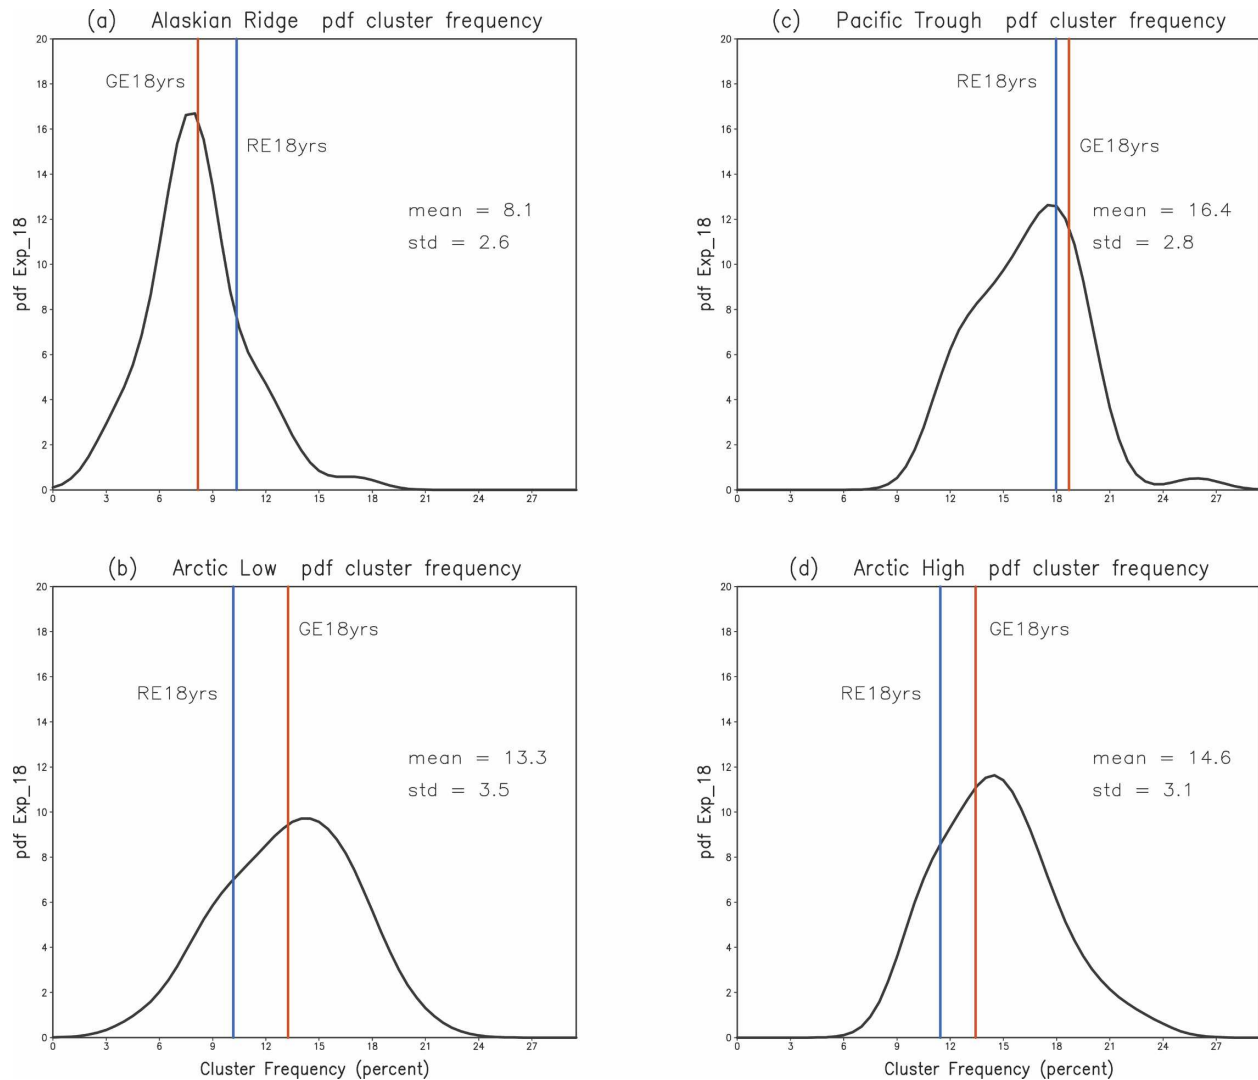 (a) Alaskian Ridge pdf cluster frequency
20
18
16
14
12
10
8
6
4
2
0
pdf Exp_18
GE18yrs
RE18yrs
mean = 8.1
std = 2.6
0 3 6 9 12 15 18 21 24 27
(c) Pacific Trough pdf cluster frequency
20
18
16
14
12
10
8
6
4
2
0
pdf Exp_18
RE18yrs
GE18yrs
mean = 16.4
std = 2.8
0 3 6 9 12 15 18 21 24 27
(b) Arctic Low pdf cluster frequency
20
18
16
14
12
10
8
6
4
2
0
pdf Exp_18
GE18yrs
RE18yrs
mean = 13.3
std = 3.5
0 3 6 9 12 15 18 21 24 27
Cluster Frequency (percent)
(d) Arctic High pdf cluster frequency
20
18
16
14
12
10
8
6
4
2
0
pdf Exp_18
GE18yrs
RE18yrs
mean = 14.6
std = 3.1
0 3 6 9 12 15 18 21 24 27
Cluster Frequency (percent)